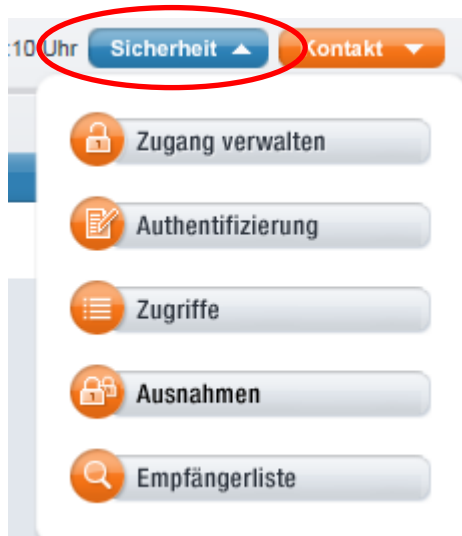 :10 Uhr Sicherheit Kontakt
Zugang verwalten
Authentifizierung
Zugriffe
Ausnahmen
Empfängerliste